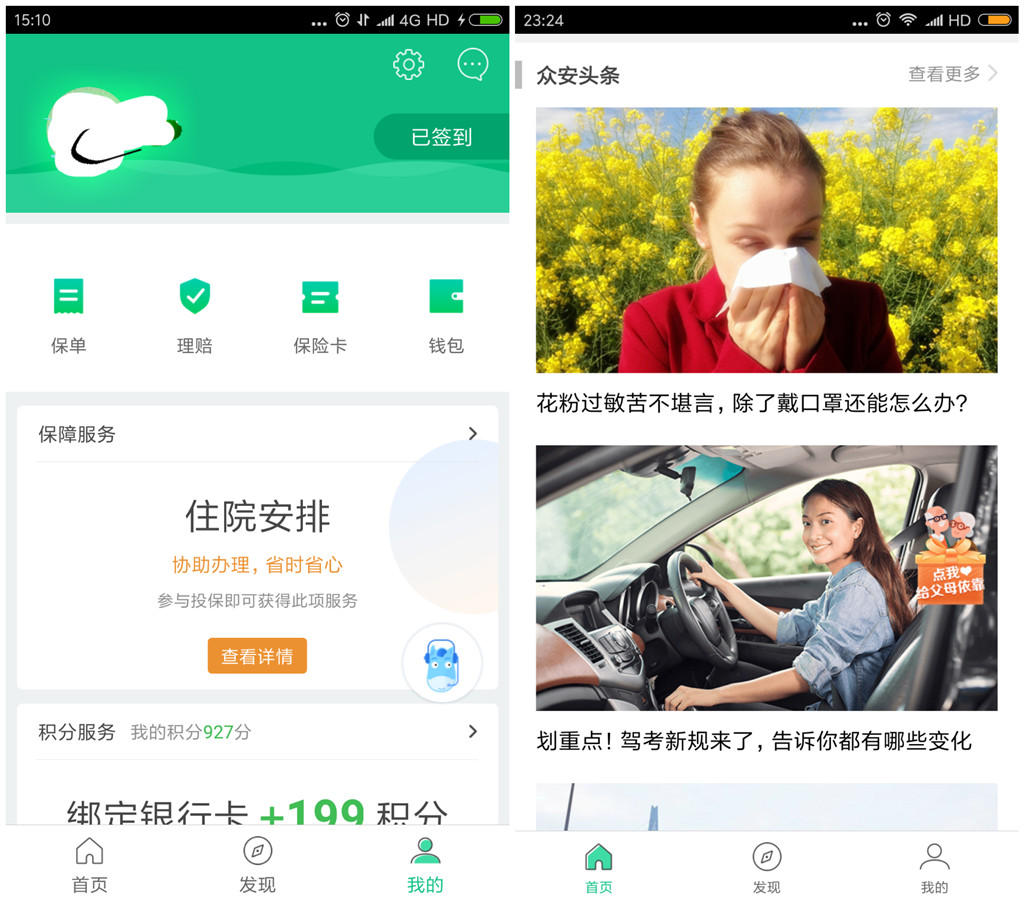 15:10
... 4G HD
已签到
保单
理赔
保险卡
钱包
保障服务
住院安排
协助办理，省时省心
参与投保即可获得此项服务
查看详情
积分服务 我的积分927分
绑定银行卡 +199 积分
首页
发现
我的
23:24
... HD
众安头条
查看更多
花粉过敏苦不堪言，除了戴口罩还能怎么办？
点我
给父母依靠
划重点！驾考新规来了，告诉你都有哪些变化
首页
发现
我的